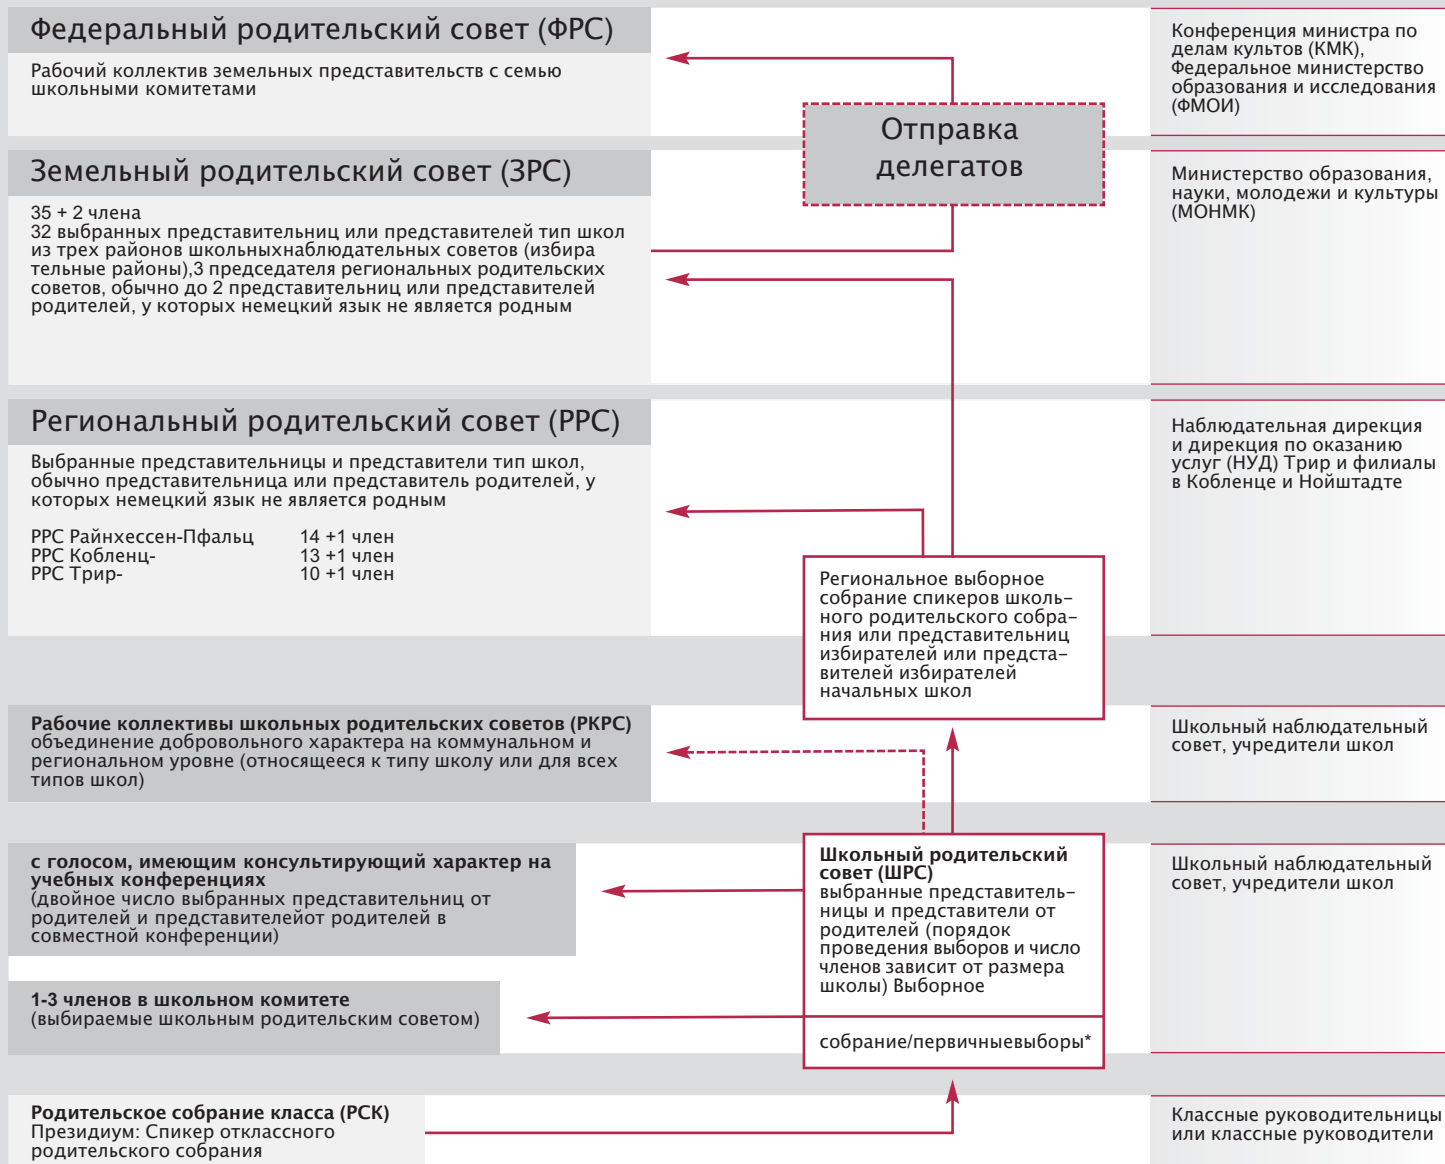 Федеральный родительский совет (ФРС)
Рабочий коллектив земельных представительств с семью
школьными комитетами
Конференция министра по
делам культов (КМК),
Федеральное министерство
образования и исследования
(ФМОИ)
Отправка
делегатов
Земельный родительский совет (ЗРС)
35 + 2 члена
32 выбранных представительниц или представителей тип школ
из трех районов школьныхнаблюдательных советов (избира
тельные районы),3 председателя региональных родительских
советов, обычно до 2 представительниц или представителей
родителей, у которых немецкий язык не является родным
Министерство образования,
науки, молодежи и культуры
(МОНМК)
Региональный родительский совет (РРС)
Выбранные представительницы и представители тип школ,
обычно представительница или представитель родителей, у
которых немецкий язык не является родным
РРС Райнхессен-Пфальц 14 +1 член
РРС Кобленц- 13 +1 член
РРС Трир- 10 +1 член
Наблюдательная дирекция
и дирекция по оказанию
услуг (НУД) Трир и филиалы
в Кобленце и Нойштадте
Региональное выборное
собрание спикеров школь–
ного родительского собра–
ния или представительниц
избирателей или предста–
вителей избирателей
начальных школ
Рабочие коллективы школьных родительских советов (РКРС)
объединение добровольного характера на коммунальном и
региональном уровне (относящееся к типу школу или для всех
типов школ)
Школьный наблюдательный
совет, учредители школ
с голосом, имеющим консультирующий характер на
учебных конференциях
(двойное число выбранных представительниц от
родителей и представителейот родителей в
совместной конференции)
1-3 членов в школьном комитете
(выбираемые школьным родительским советом)
Школьный родительский
совет (ШРС)
выбранные представитель–
ницы и представители от
родителей (порядок
проведения выборов и число
членов зависит от размера
школы) Выборное
собрание/первичныевыборы*
Школьный наблюдательный
совет, учредители школ
Родительское собрание класса (РСК)
Президиум: Спикер отклассного
родительского собрания
Классные руководительницы
или классные руководители